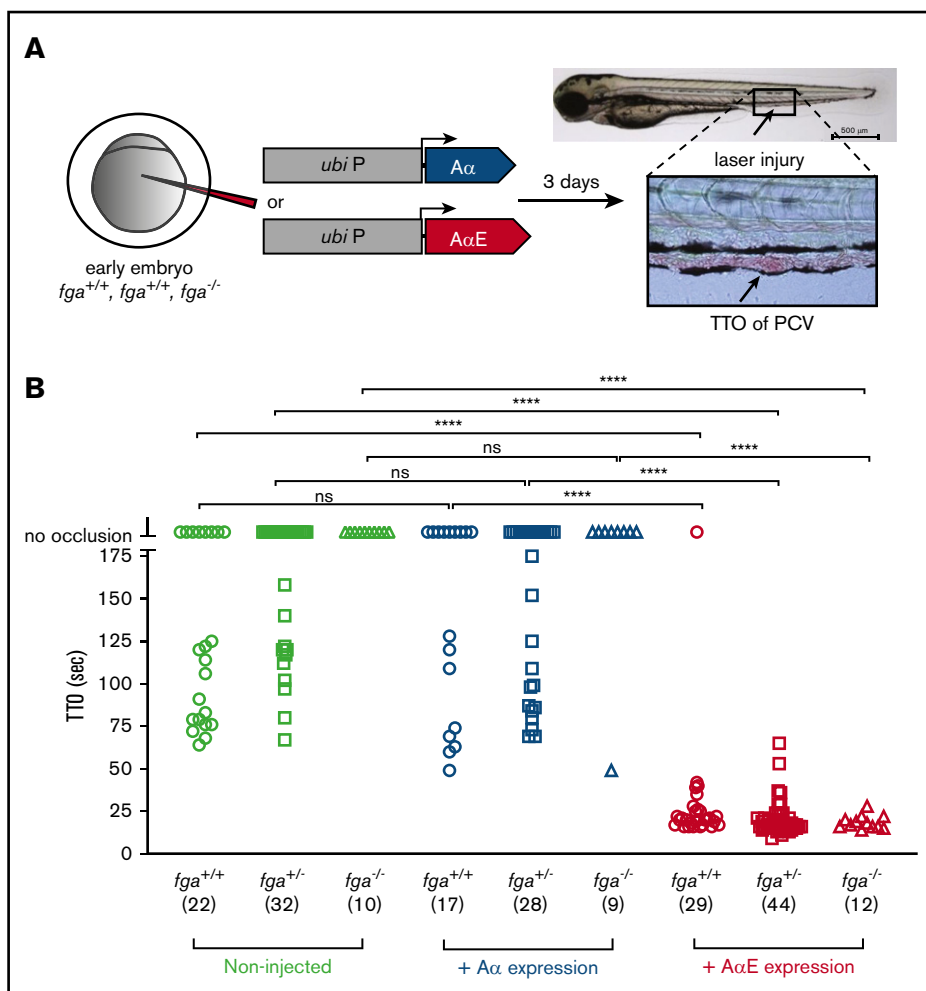 A
ubi P
Aα
or
ubi P
AαE
3 days
500 μm
laser injury
early embryo
fga+/+, fga+/+, fga-/-
TTO of PCV
B
****
****
****
ns
****
ns
****
ns
****
no occlusion
175
150
125
100
75
50
25
0
TTO (sec)
fga+/+ fga+/- fga-/- fga+/+ fga+/- fga-/- fga+/+ fga+/- fga-/-
(22) (32) (10) (17) (28) (9) (29) (44) (12)
Non-injected + Aα expression + AαE expression